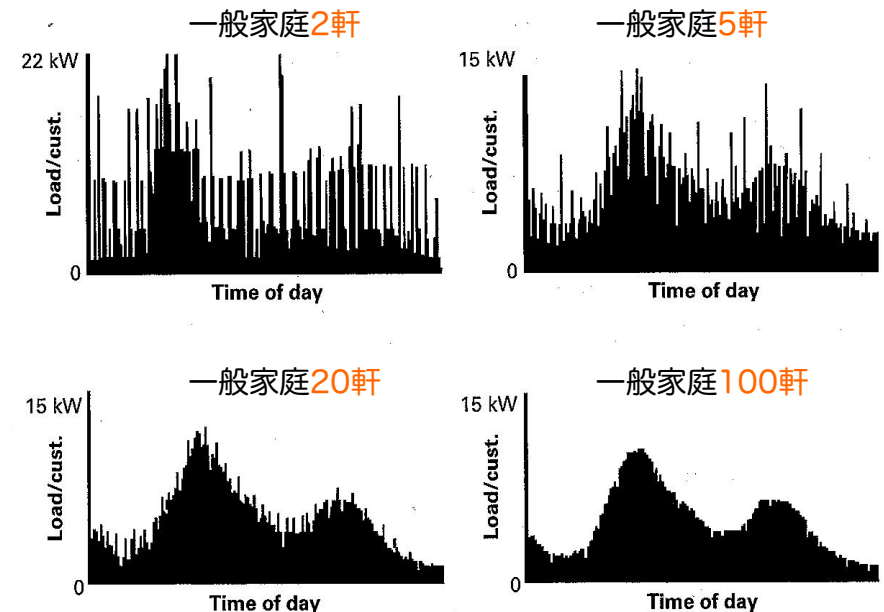 一般家庭2軒
22 kW
Load/cust.
0
Time of day
一般家庭5軒
15 kW
Load/cust.
0
Time of day
一般家庭20軒
15 kW
Load/cust.
0
Time of day
一般家庭100軒
15 kW
Load/cust.
0
Time of day